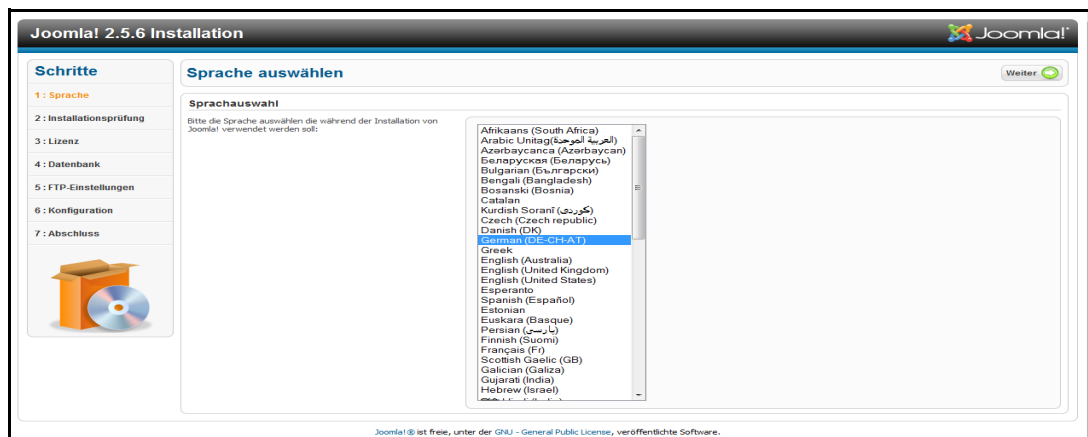 Joomla! 2.5.6 Installation
Joomla!
Schritte
1 : Sprache
2 : Installationsprüfung
3 : Lizenz
4 : Datenbank
5 : FTP-Einstellungen
6 : Konfiguration
7 : Abschluss
Sprache auswählen
Weiter
Sprachauswahl
Bitte die Sprache auswählen die während der Installation von
Joomla! verwendet werden soll:
Afrikaans (South Africa)
Arabic Unitag(العربية الموحدة)
Azərbaycanca (Azərbaycan)
Беларуская (Беларусь)
Bulgarian (Български)
Bengali (Bangladesh)
Bosanski (Bosnia)
Catalan
Kurdish Soranî (کوردی)
Czech (Czech republic)
Danish (DK)
German (DE-CH-AT)
Greek
English (Australia)
English (United Kingdom)
English (United States)
Esperanto
Spanish (Español)
Estonian
Euskara (Basque)
Persian (پارسی)
Finnish (Suomi)
Français (Fr)
Scottish Gaelic (GB)
Galician (Galiza)
Gujarati (India)
Hebrew (Israel)
Joomla! ® ist freie, unter der GNU - General Public License, veröffentlichte Software.